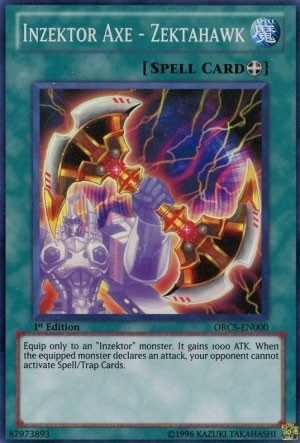 INZEKTOR AXE - ZEKTAHAWK
[SPELL CARD]
1st Edition
ORCS-EN000
Equip only to an "Inzektor" monster. It gains 1000 ATK. When
the equipped monster declares an attack, your opponent cannot
activate Spell/Trap Cards.
87973893
©1996 KAZUKI TAKAHASHI